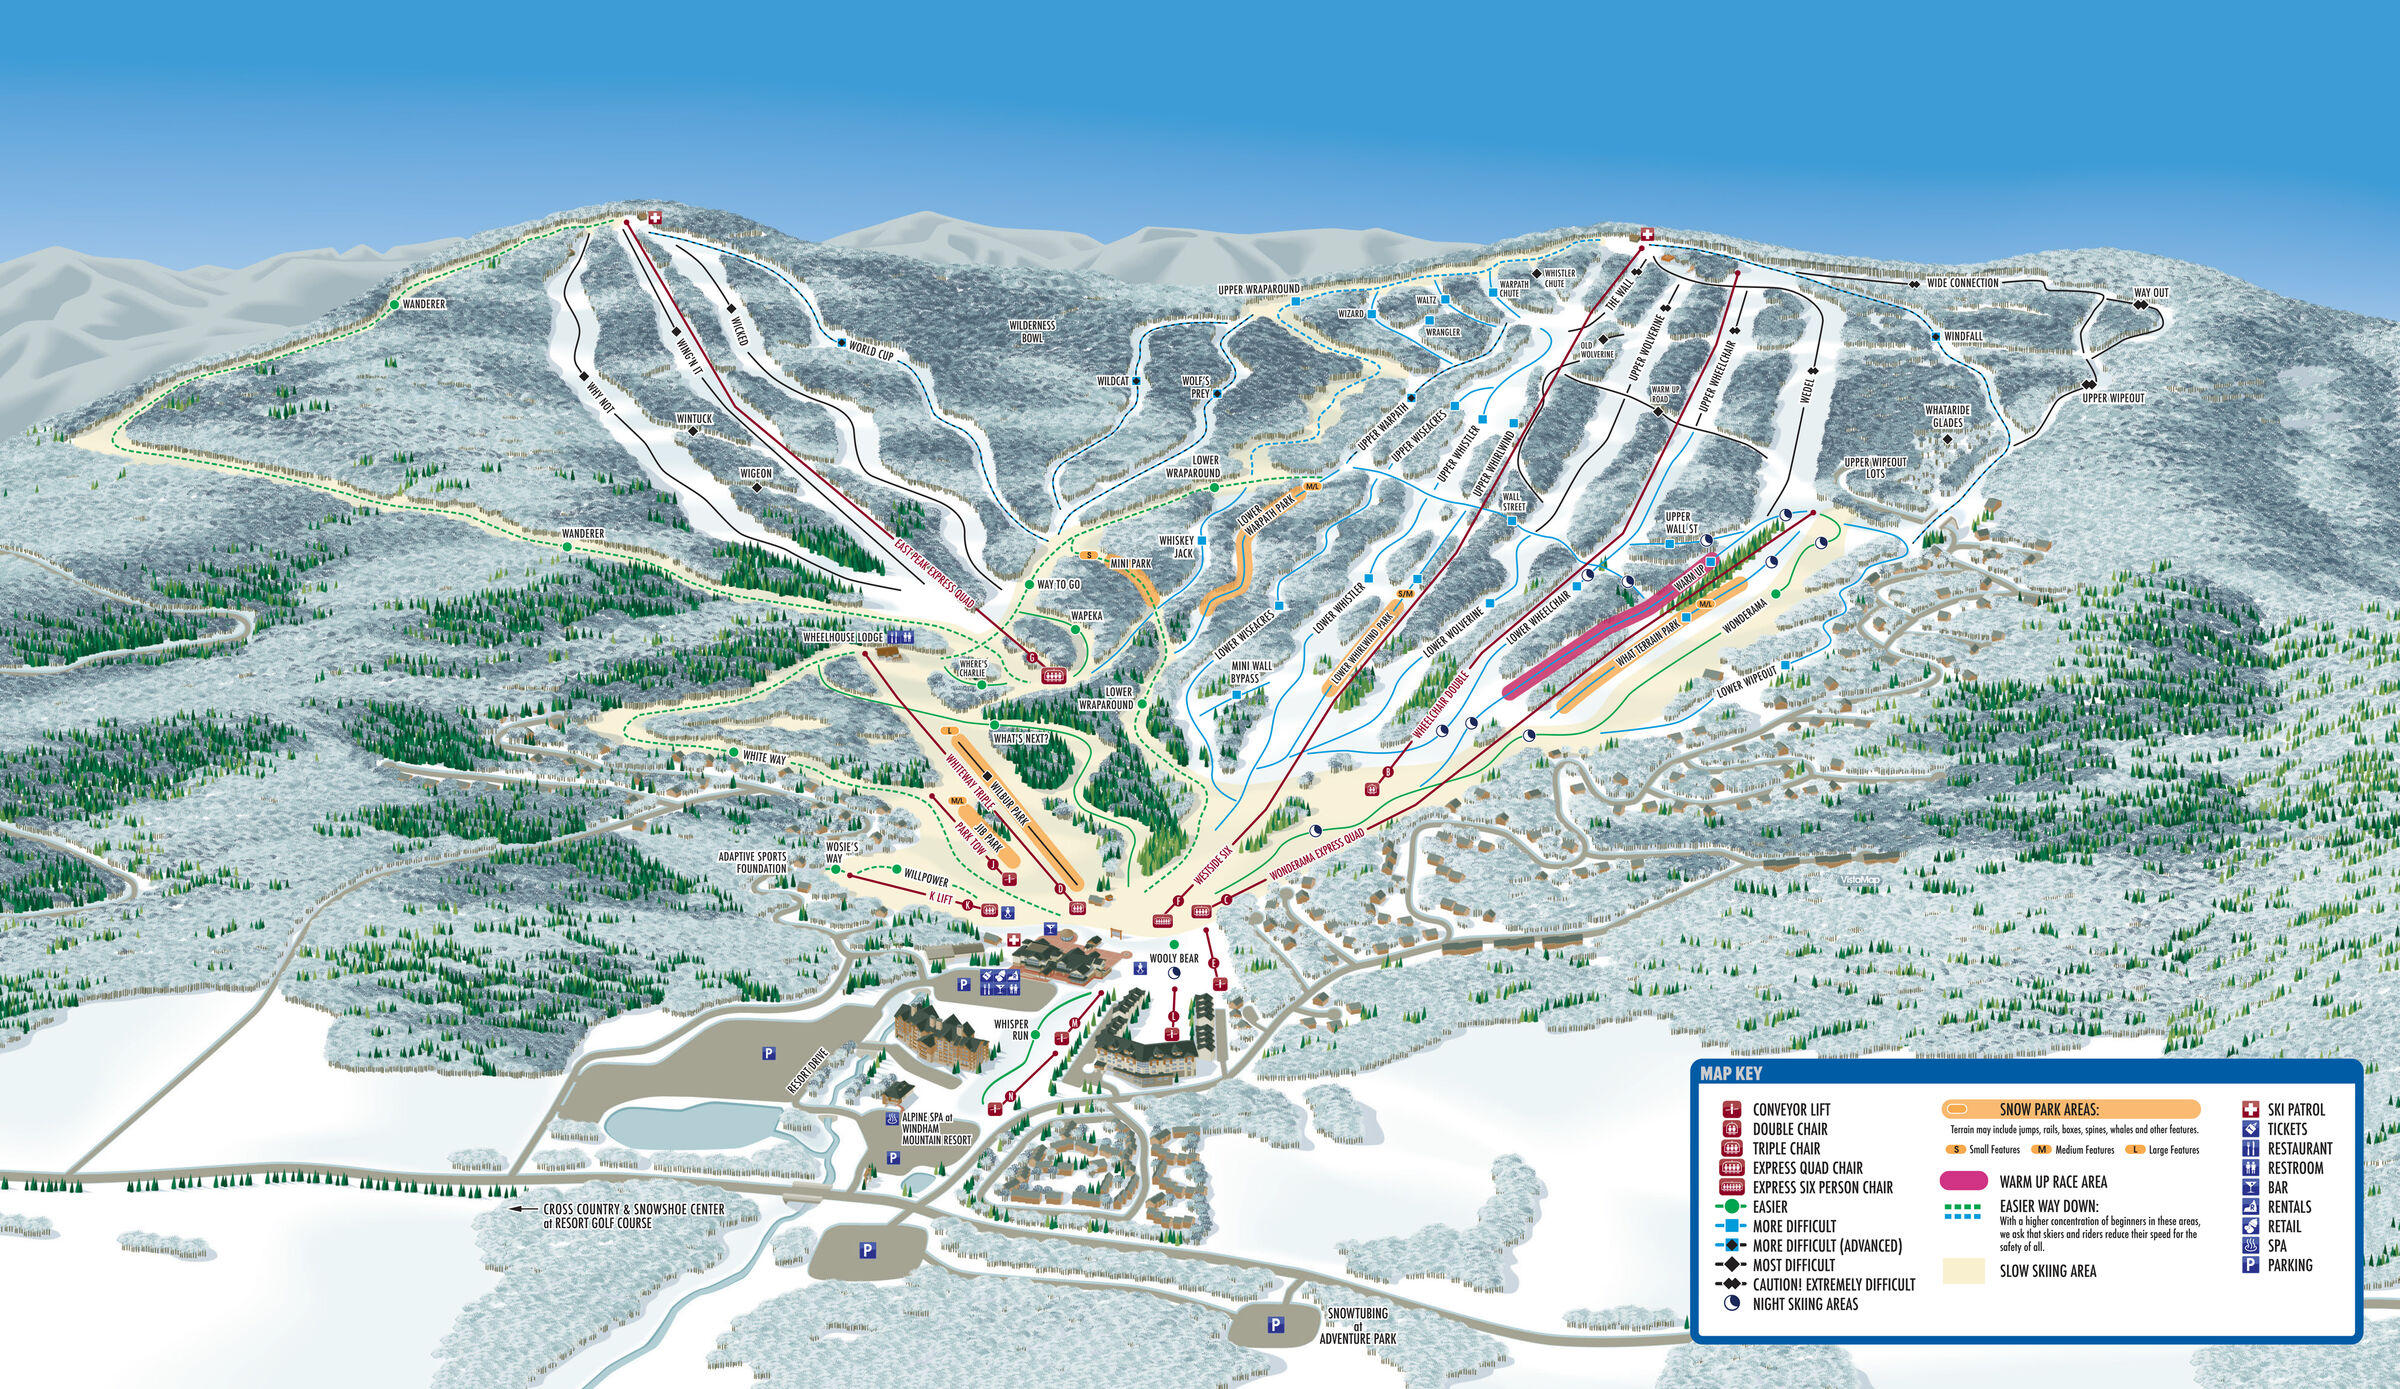 WANDERER
WHY NOT
WING'N IT
WICKED
WORLD CUP
WINTUCK
WIGEON
WANDERER
EAST PEAK EXPRESS QUAD
G
WILDERNESS
BOWL
WILDCAT
WOLF'S
PREY
UPPER WRAPAROUND
WIZARD
WALTZ
WRANGLER
WARPATH
CHUTE
WHISTLER
CHUTE
THE WALL
OLD
WOLVERINE
UPPER WOLVERINE
WARM UP
ROAD
UPPER WHEELCHAIR
WEDEL
WIDE CONNECTION
WAY OUT
WINDFALL
UPPER WIPEOUT
WHATARIDE
GLADES
UPPER WIPEOUT
LOTS
UPPER WARPATH
UPPER WISEACRES
UPPER WHISTLER
UPPER WHIRLWIND
WALL
STREET
UPPER
WALL ST
LOWER
WRAPAROUND
M/L
LOWER
WARPATH PARK
WHISKEY
JACK
S
MINI PARK
WAY TO GO
WAPEKA
WHEELHOUSE LODGE
WHERE'S
CHARLIE
LOWER
WRAPAROUND
MINI WALL
BYPASS
LOWER WISEACRES
LOWER WHISTLER
S/M
LOWER WHIRLWIND PARK
LOWER WOLVERINE
LOWER WHEELCHAIR
WARM UP
M/L
WHAT TERRAIN PARK
WONDERAMA
LOWER WIPEOUT
WHEELCHAIR DOUBLE
B
WHAT'S NEXT?
WHITE WAY
L
WILBUR PARK
WHITEWAY TRIPLE
D
M/L
JIB PARK
PARK TOW
J
WOSIE'S
WAY
ADAPTIVE SPORTS
FOUNDATION
WILLPOWER
K LIFT
K
WESTSIDE SIX
F
WONDERAMA EXPRESS QUAD
C
E
WOOLY BEAR
L
WHISPER
RUN
M
N
P
P
RESORT DRIVE
ALPINE SPA at
WINDHAM
MOUNTAIN RESORT
P
CROSS COUNTRY & SNOWSHOE CENTER
at RESORT GOLF COURSE
P
P
SNOWTUBING
at
ADVENTURE PARK
VistaMap
MAP KEY
CONVEYOR LIFT
DOUBLE CHAIR
TRIPLE CHAIR
EXPRESS QUAD CHAIR
EXPRESS SIX PERSON CHAIR
EASIER
MORE DIFFICULT
MORE DIFFICULT (ADVANCED)
MOST DIFFICULT
CAUTION! EXTREMELY DIFFICULT
NIGHT SKIING AREAS
SNOW PARK AREAS:
Terrain may include jumps, rails, boxes, spines, whales and other features.
S Small Features M Medium Features L Large Features
WARM UP RACE AREA
EASIER WAY DOWN:
With a higher concentration of beginners in these areas,
we ask that skiers and riders reduce their speed for the
safety of all.
SLOW SKIING AREA
SKI PATROL
TICKETS
RESTAURANT
RESTROOM
BAR
RENTALS
RETAIL
SPA
P PARKING